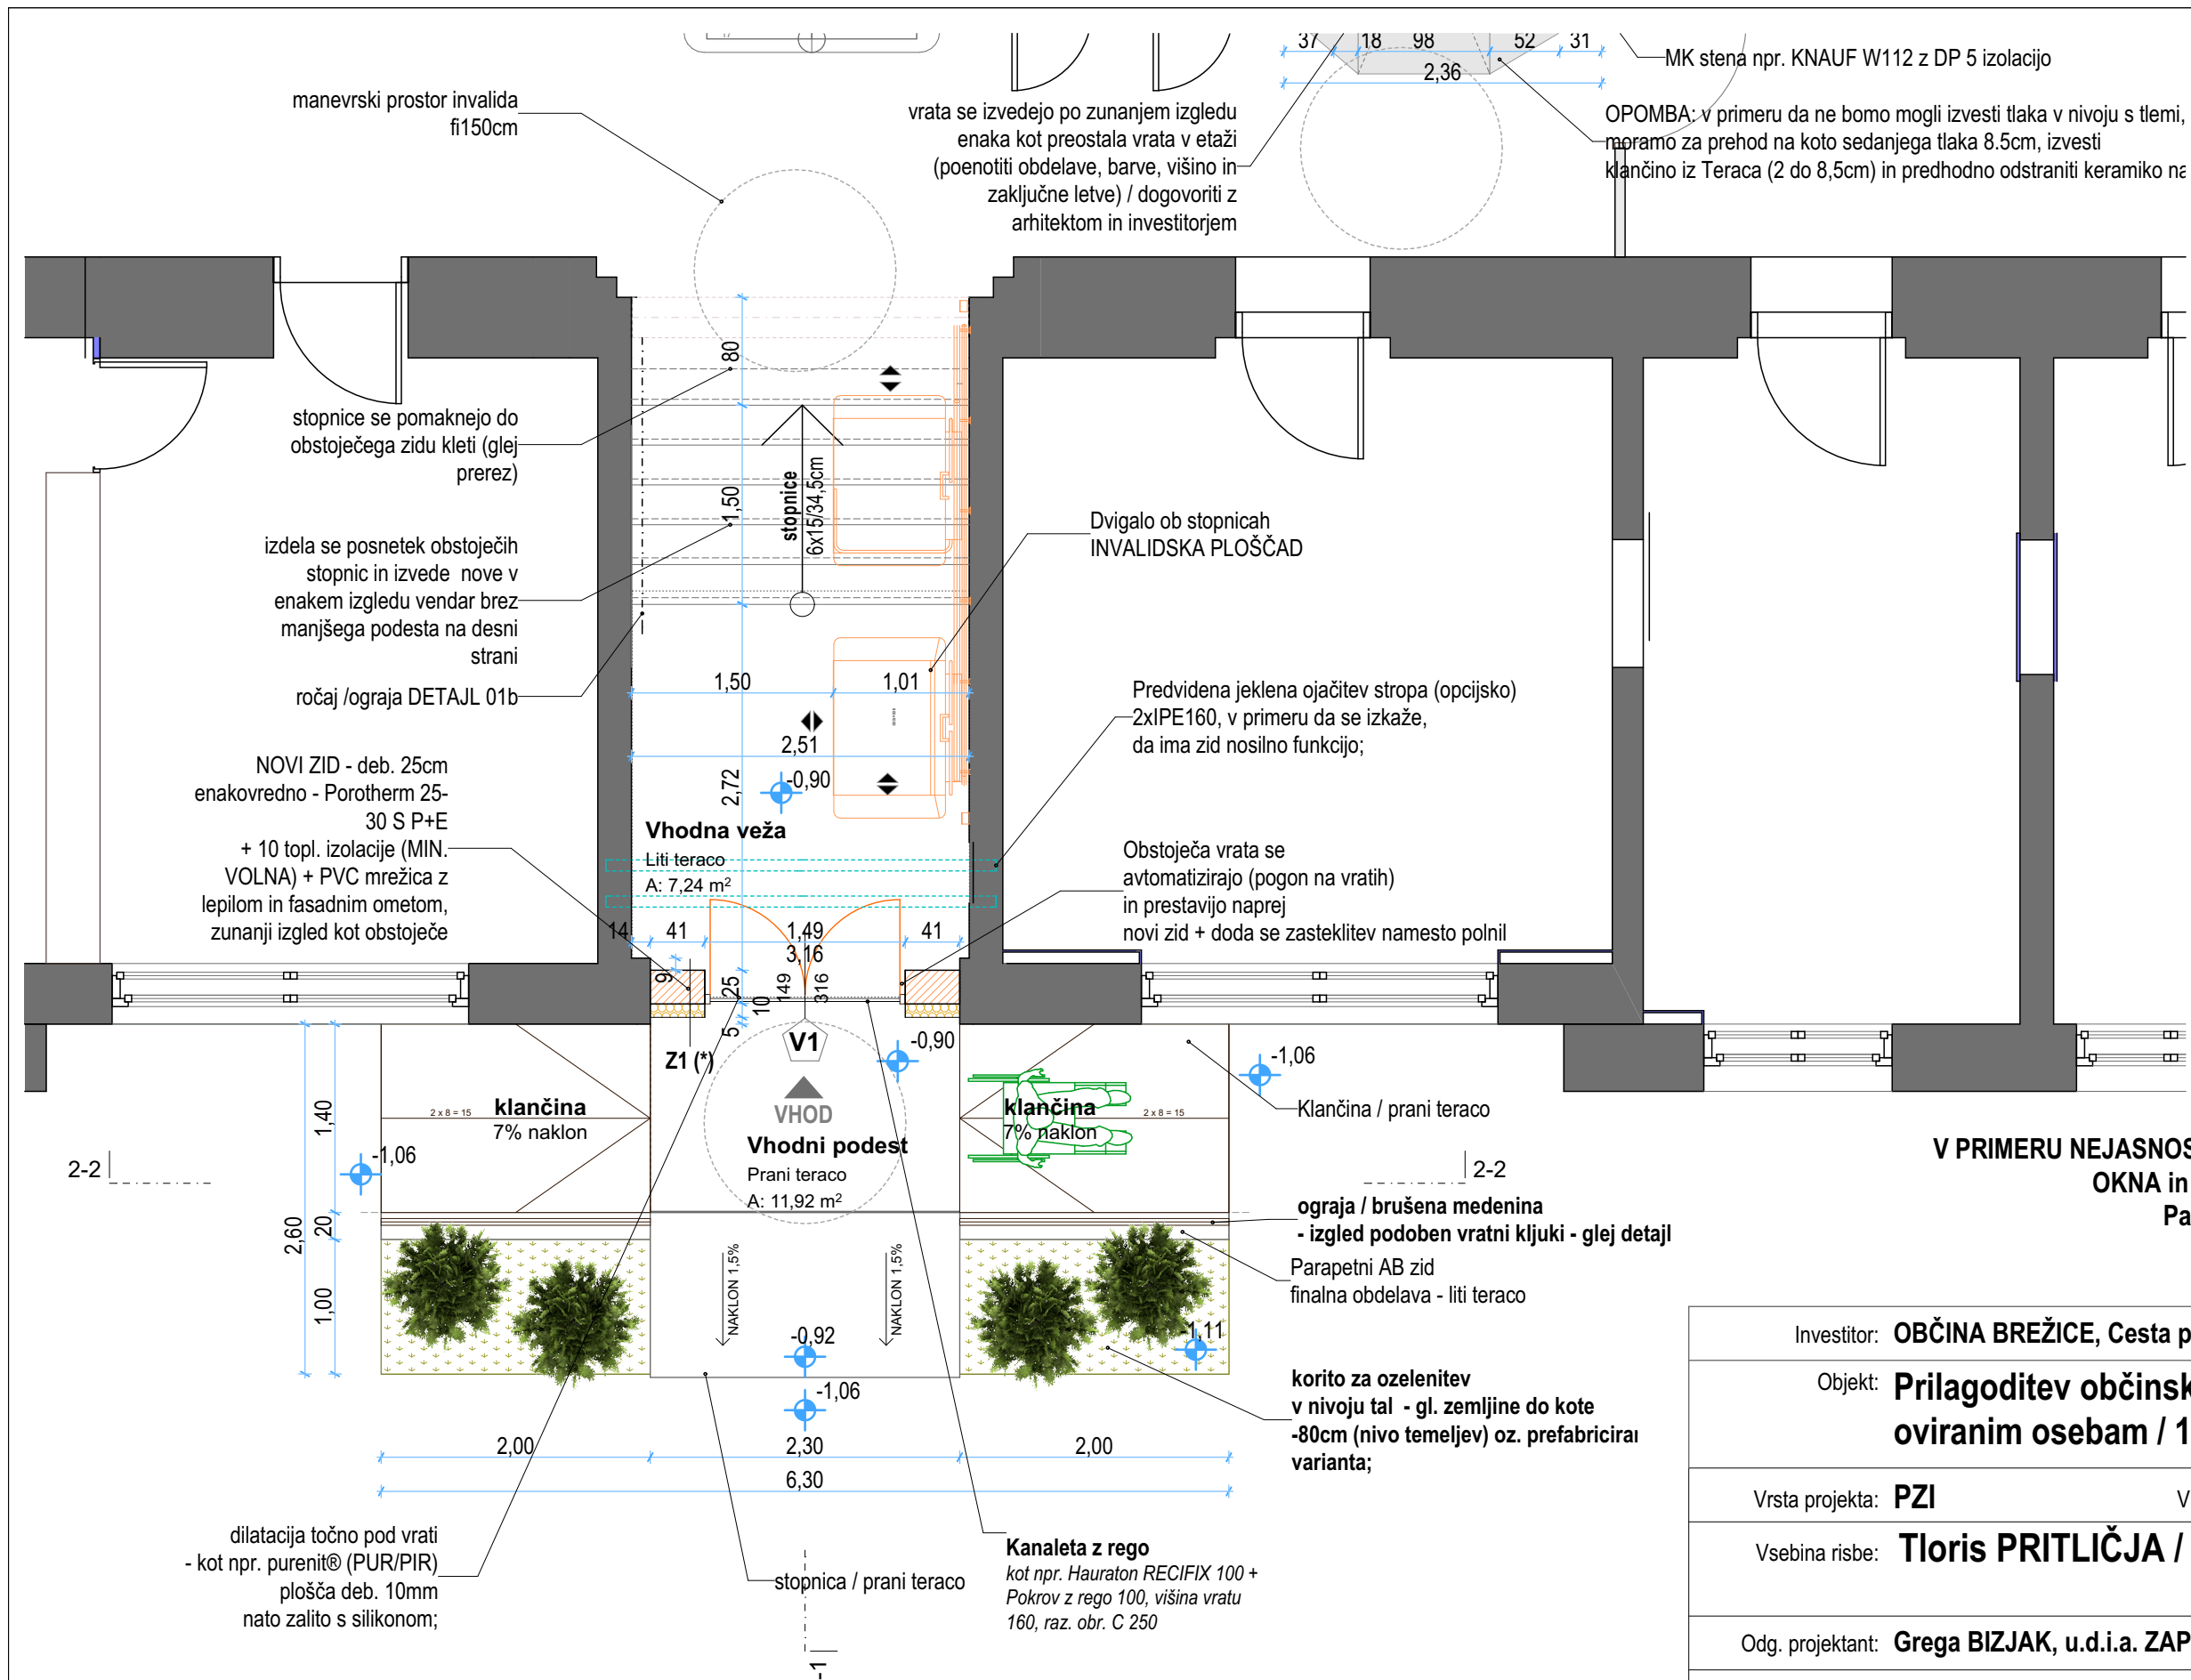 37
18
98
52
31
2,36
MK stena npr. KNAUF W112 z DP 5 izolacijo
manevrski prostor invalida
fi150cm
vrata se izvedejo po zunanjem izgledu
enaka kot preostala vrata v etaži
(poenotiti obdelave, barve, višino in
zaključne letve) / dogovoriti z
arhitektom in investitorjem
OPOMBA: v primeru da ne bomo mogli izvesti tlaka v nivoju s tlemi,
moramo za prehod na koto sedanjega tlaka 8.5cm, izvesti
klančino iz Teraca (2 do 8,5cm) in predhodno odstraniti keramiko na
80
stopnice se pomaknejo do
obstoječega zidu kleti (glej
prerez)
1,50
stopnice
6x15/34,5cm
Dvigalo ob stopnicah
INVALIDSKA PLOŠČAD
izdela se posnetek obstoječih
stopnic in izvede nove v
enakem izgledu vendar brez
manjšega podesta na desni
strani
ročaj /ograja DETAJL 01b
1,50
1,01
2,51
2,72
-0,90
Predvidena jeklena ojačitev stropa (opcijsko)
2xIPE160, v primeru da se izkaže,
da ima zid nosilno funkcijo;
NOVI ZID - deb. 25cm
enakovredno - Porotherm 25-
30 S P+E
+ 10 topl. izolacije (MIN.
VOLNA) + PVC mrežica z
lepilom in fasadnim ometom,
zunanji izgled kot obstoječe
Vhodna veža
Liti teraco
A: 7,24 m²
Obstoječa vrata se
avtomatizirajo (pogon na vratih)
in prestavijo naprej
novi zid + doda se zasteklitev namesto polnil
14
41
1,49
41
3,16
9
25
10
5
149
316
V1
Z1 (*)
-0,90
-1,06
VHOD
Vhodni podest
Prani teraco
A: 11,92 m²
2 x 8 = 15
klančina
7% naklon
klančina
7% naklon
2 x 8 = 15
Klančina / prani teraco
-1,06
2-2
2-2
1,40
20
1,00
2,60
NAKLON 1,5%
NAKLON 1,5%
-0,92
-1,06
-1,11
ograja / brušena medenina
- izgled podoben vratni kljuki - glej detajl
Parapetni AB zid
finalna obdelava - liti teraco
korito za ozelenitev
v nivoju tal - gl. zemljine do kote
-80cm (nivo temeljev) oz. prefabricirar
varianta;
2,00
2,30
2,00
6,30
dilatacija točno pod vrati
- kot npr. purenit® (PUR/PIR)
plošča deb. 10mm
nato zalito s silikonom;
stopnica / prani teraco
Kanaleta z rego
kot npr. Hauraton RECIFIX 100 +
Pokrov z rego 100, višina vratu
160, raz. obr. C 250
V PRIMERU NEJASNOS
OKNA in
Pa
Investitor: OBČINA BREŽICE, Cesta p
Objekt: Prilagoditev občinsk
oviranim osebam / 1
Vrsta projekta: PZI V
Vsebina risbe: Tloris PRITLIČJA /
Odg. projektant: Grega BIZJAK, u.d.i.a. ZAP